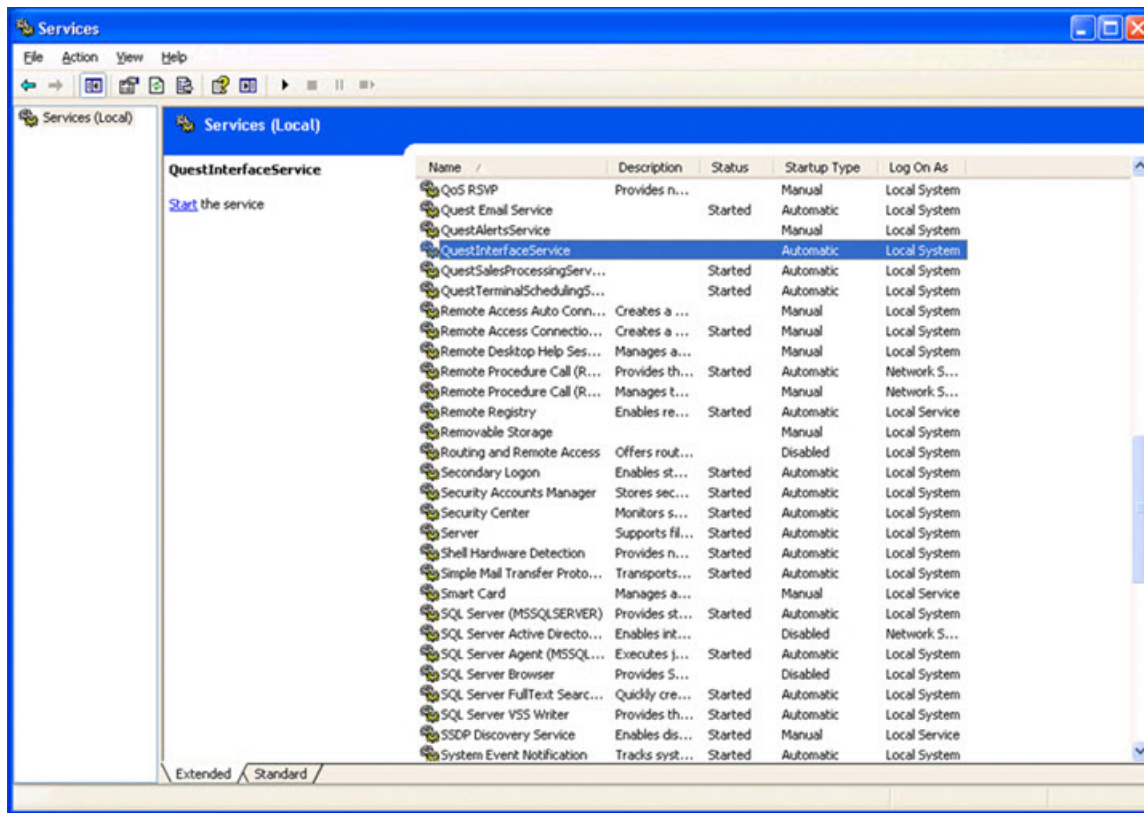 Services
File Action View Help
Services (Local)
Services (Local)
QuestInterfaceService
Start the service
Name Description Status Startup Type Log On As
QoS RSVP Provides n... Manual Local System
Quest Email Service Started Automatic Local System
QuestAlertsService Manual Local System
QuestInterfaceService Automatic Local System
QuestSalesProcessingServ... Started Automatic Local System
QuestTerminalSchedulingS... Started Automatic Local System
Remote Access Auto Conn... Creates a ... Manual Local System
Remote Access Connectio... Creates a ... Started Manual Local System
Remote Desktop Help Ses... Manages a... Manual Local System
Remote Procedure Call (R... Provides th... Started Automatic Network S...
Remote Procedure Call (R... Manages t... Manual Network S...
Remote Registry Enables re... Started Automatic Local Service
Removable Storage Manual Local System
Routing and Remote Access Offers rout... Disabled Local System
Secondary Logon Enables st... Started Automatic Local System
Security Accounts Manager Stores sec... Started Automatic Local System
Security Center Monitors s... Started Automatic Local System
Server Supports fil... Started Automatic Local System
Shell Hardware Detection Provides n... Started Automatic Local System
Simple Mail Transfer Proto... Transports... Started Automatic Local System
Smart Card Manages a... Manual Local Service
SQL Server (MSSQLSERVER) Provides st... Started Automatic Local System
SQL Server Active Directo... Enables int... Disabled Network S...
SQL Server Agent (MSSQL... Executes j... Started Automatic Local System
SQL Server Browser Provides S... Disabled Local System
SQL Server FullText Searc... Quickly cre... Started Automatic Local System
SQL Server VSS Writer Provides th... Started Automatic Local System
SSDP Discovery Service Enables dis... Started Manual Local Service
System Event Notification Tracks syst... Started Automatic Local System
Extended Standard